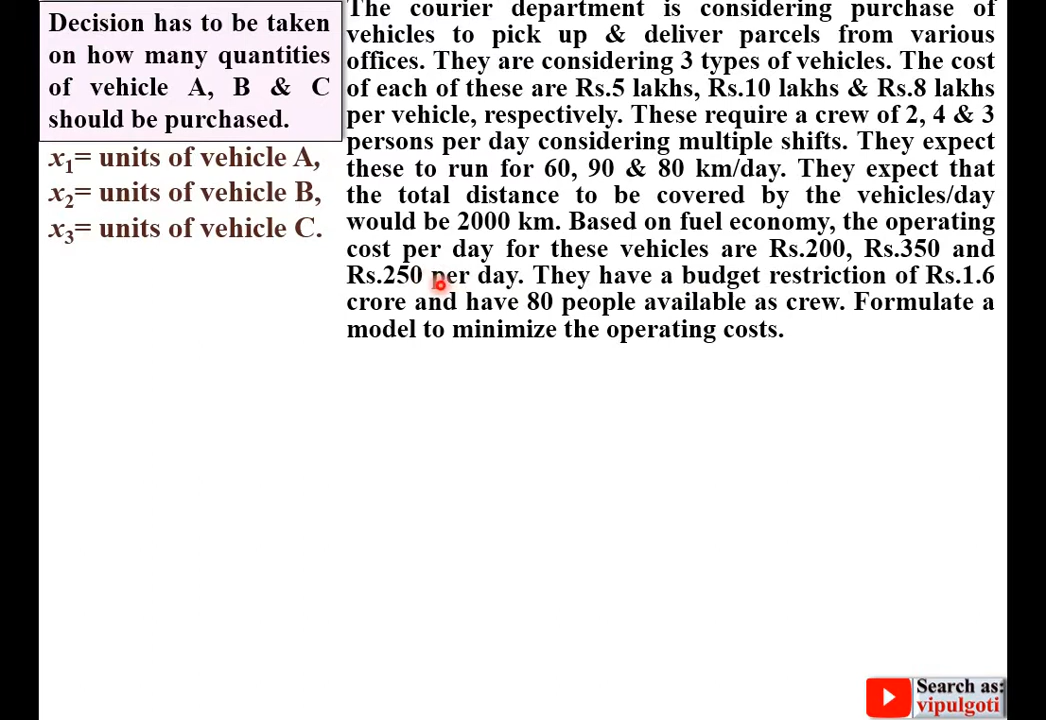 Decision has to be taken
on how many quantities
of vehicle A, B & C
should be purchased.
x₁= units of vehicle A,
x₂= units of vehicle B,
x₃= units of vehicle C.
The courier department is considering purchase of
vehicles to pick up & deliver parcels from various
offices. They are considering 3 types of vehicles. The cost
of each of these are Rs.5 lakhs, Rs.10 lakhs & Rs.8 lakhs
per vehicle, respectively. These require a crew of 2, 4 & 3
persons per day considering multiple shifts. They expect
these to run for 60, 90 & 80 km/day. They expect that
the total distance to be covered by the vehicles/day
would be 2000 km. Based on fuel economy, the operating
cost per day for these vehicles are Rs.200, Rs.350 and
Rs.250 per day. They have a budget restriction of Rs.1.6
crore and have 80 people available as crew. Formulate a
model to minimize the operating costs.
Search as:
vipulgoti